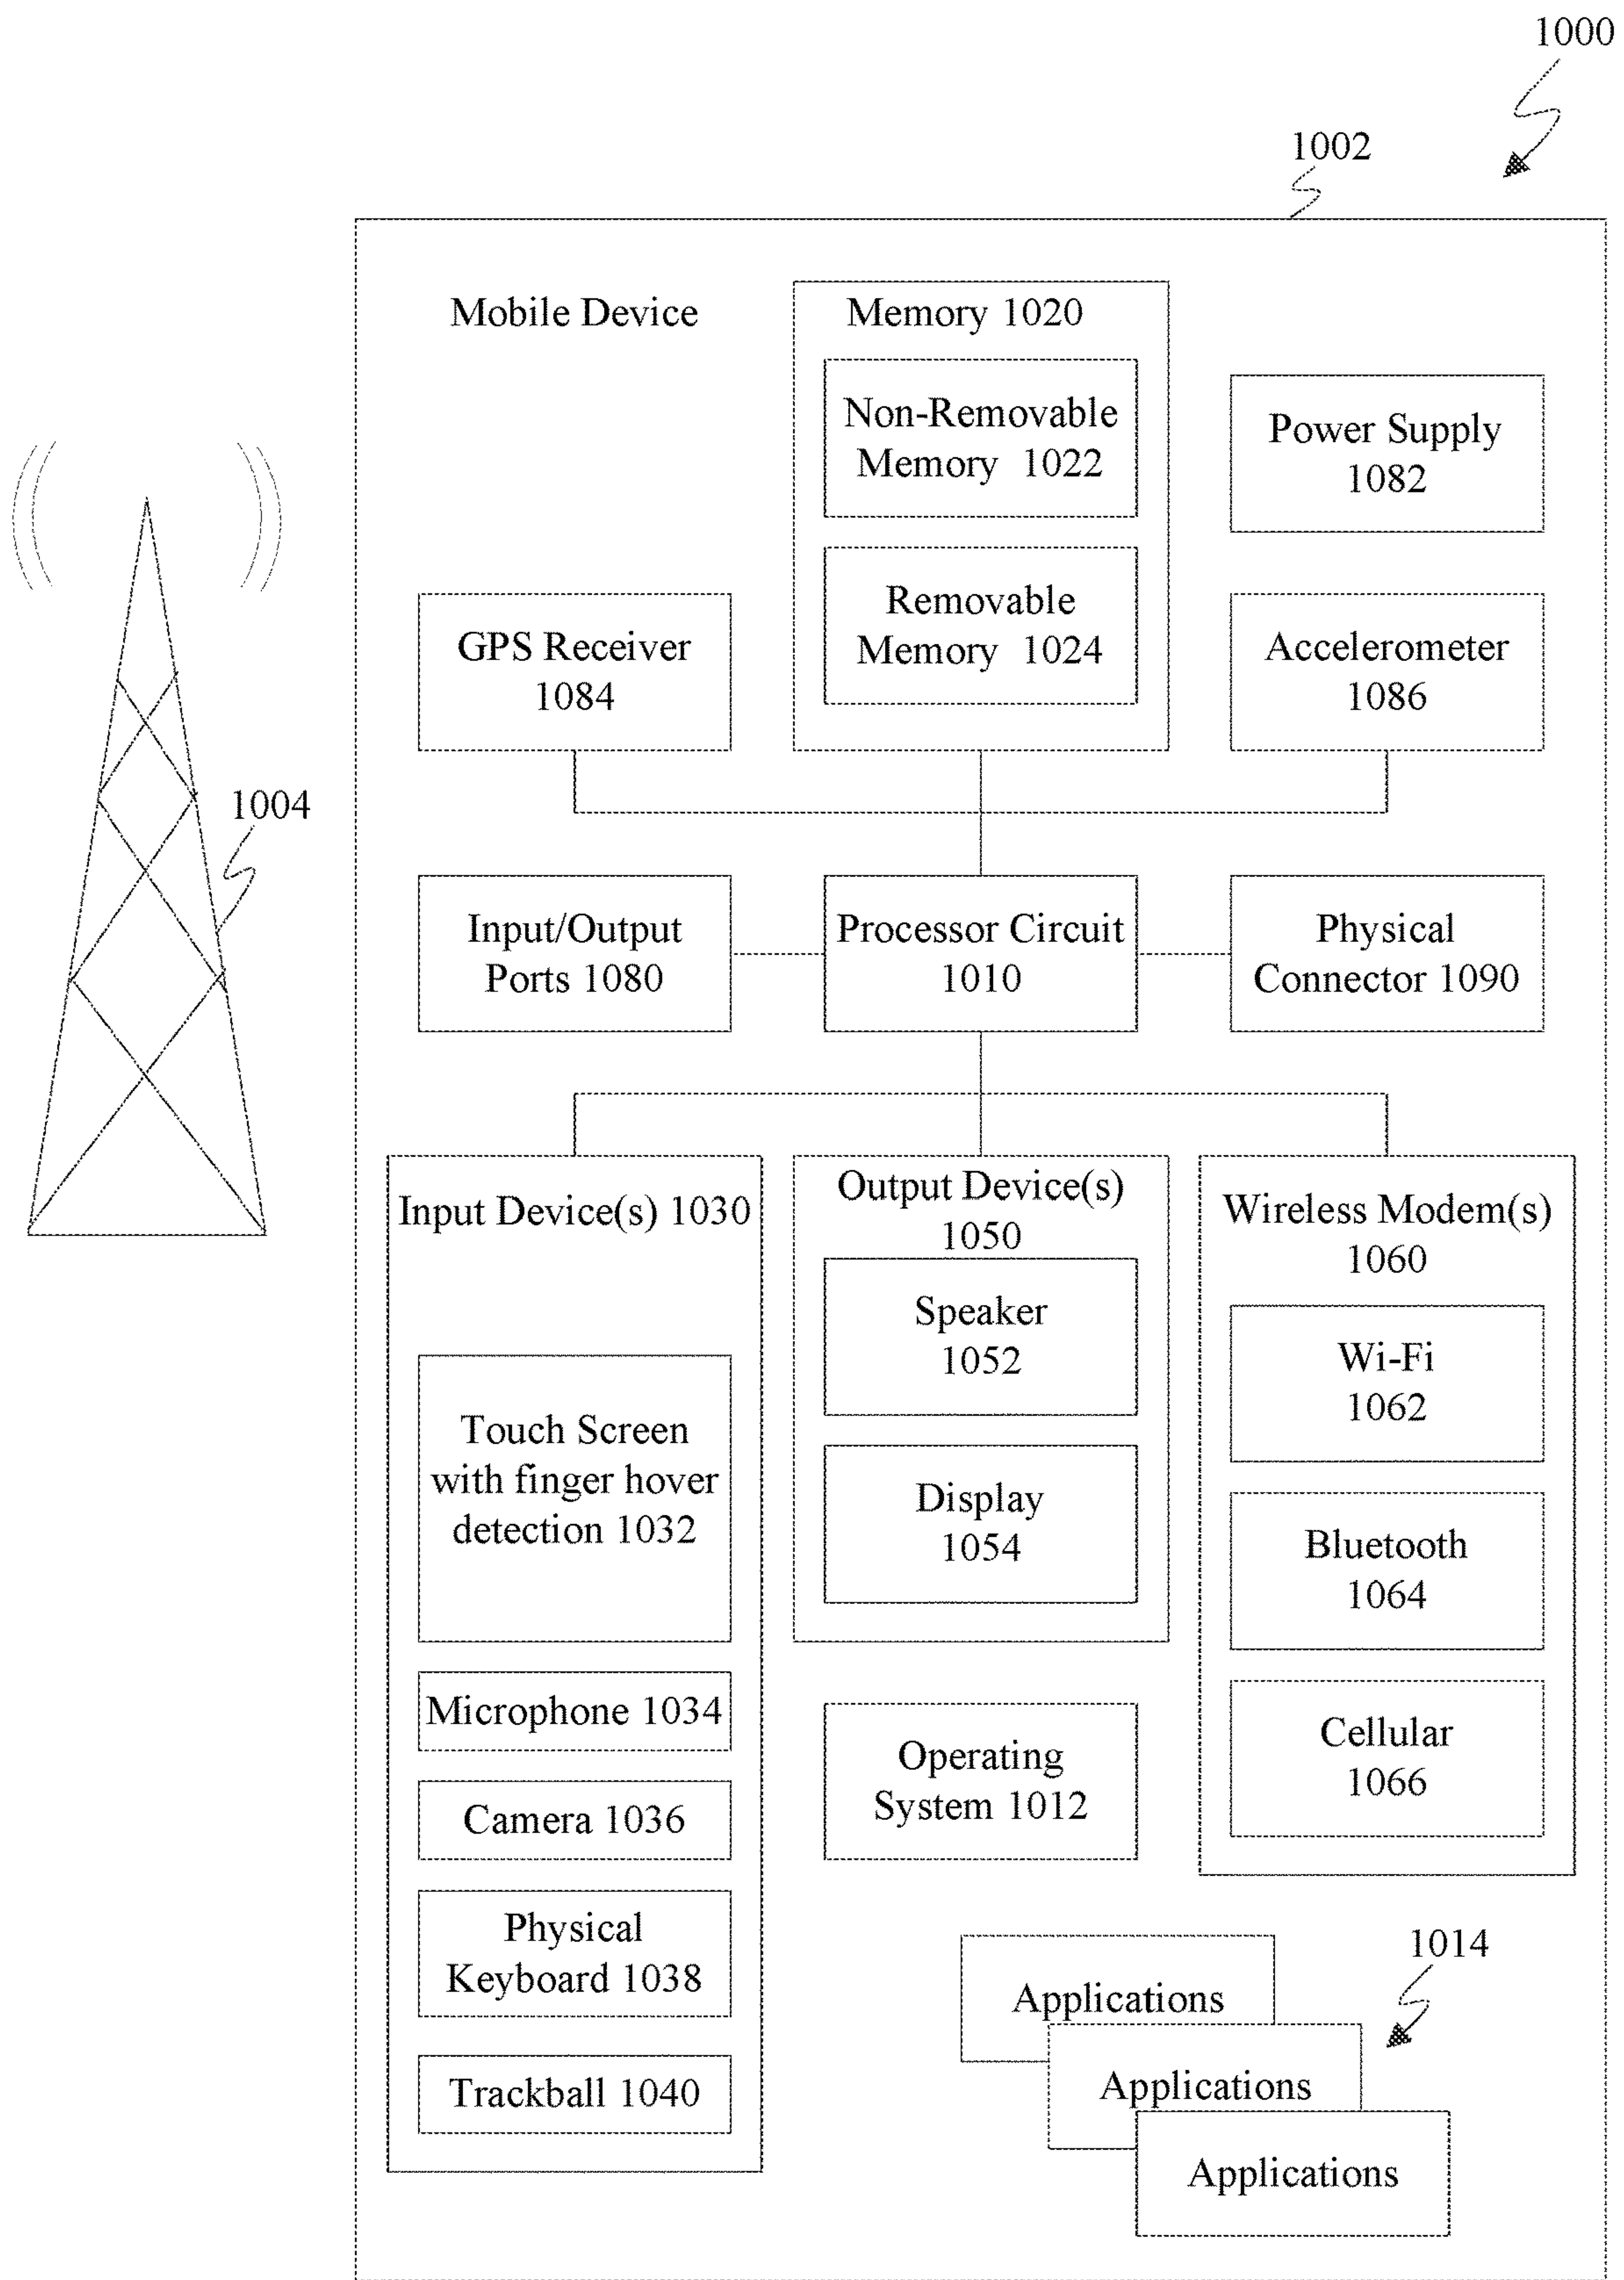 1000
1002
Mobile Device
Memory 1020
Non-Removable
Memory 1022
Power Supply
1082
Removable
Memory 1024
GPS Receiver
1084
Accelerometer
1086
1004
Input/Output
Ports 1080
Processor Circuit
1010
Physical
Connector 1090
Input Device(s) 1030
Touch Screen
with finger hover
detection 1032
Microphone 1034
Camera 1036
Physical
Keyboard 1038
Trackball 1040
Output Device(s)
1050
Speaker
1052
Display
1054
Operating
System 1012
Wireless Modem(s)
1060
Wi-Fi
1062
Bluetooth
1064
Cellular
1066
1014
Applications
Applications
Applications